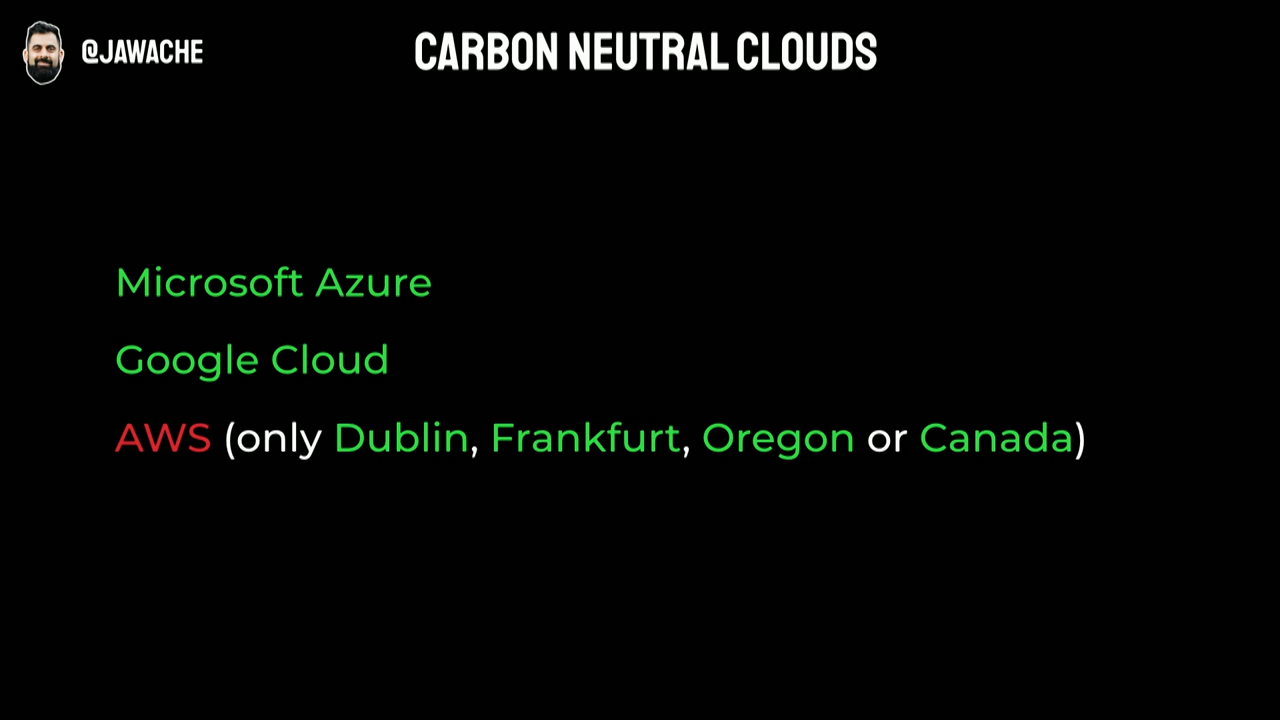 @JAWACHE
CARBON NEUTRAL CLOUDS
Microsoft Azure
Google Cloud
AWS (only Dublin, Frankfurt, Oregon or Canada)